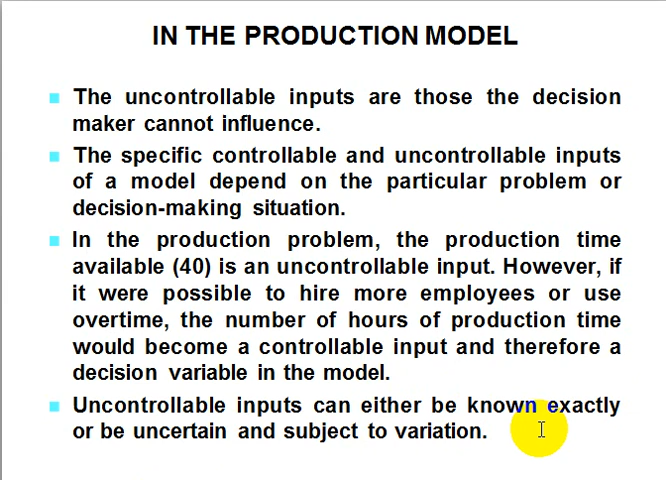 IN THE PRODUCTION MODEL
The uncontrollable inputs are those the decision
maker cannot influence.
The specific controllable and uncontrollable inputs
of a model depend on the particular problem or
decision-making situation.
In the production problem, the production time
available (40) is an uncontrollable input. However, if
it were possible to hire more employees or use
overtime, the number of hours of production time
would become a controllable input and therefore a
decision variable in the model.
Uncontrollable inputs can either be known exactly
or be uncertain and subject to variation.